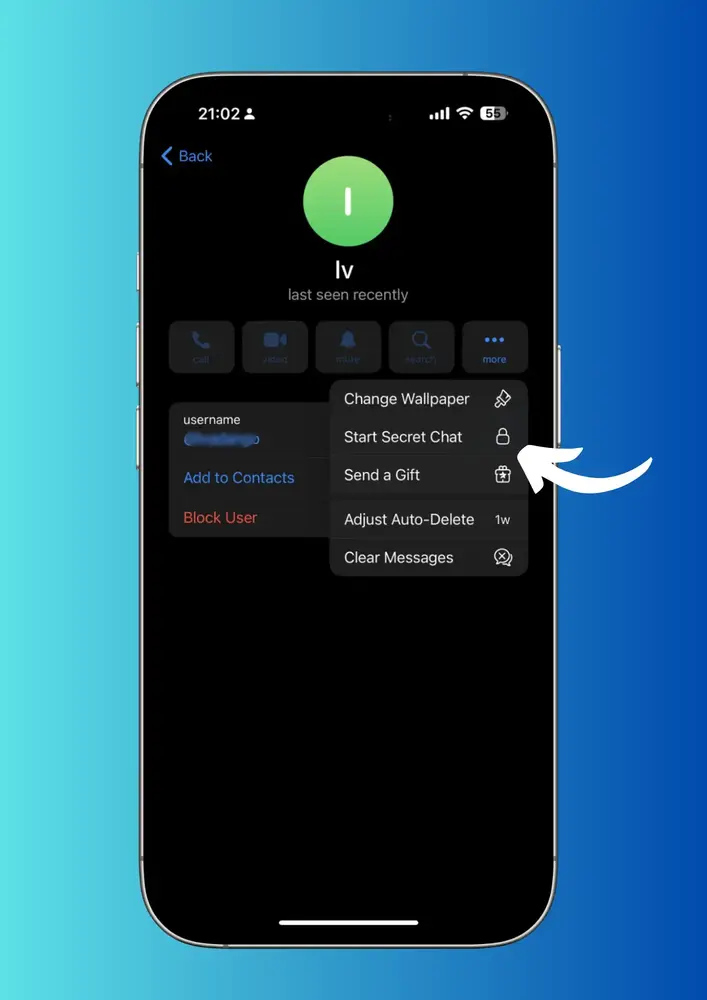 21:02
55
Back
I
Iv
last seen recently
call
video
mute
search
more
Change Wallpaper
Start Secret Chat
Send a Gift
Adjust Auto-Delete 1w
Clear Messages
username
Add to Contacts
Block User